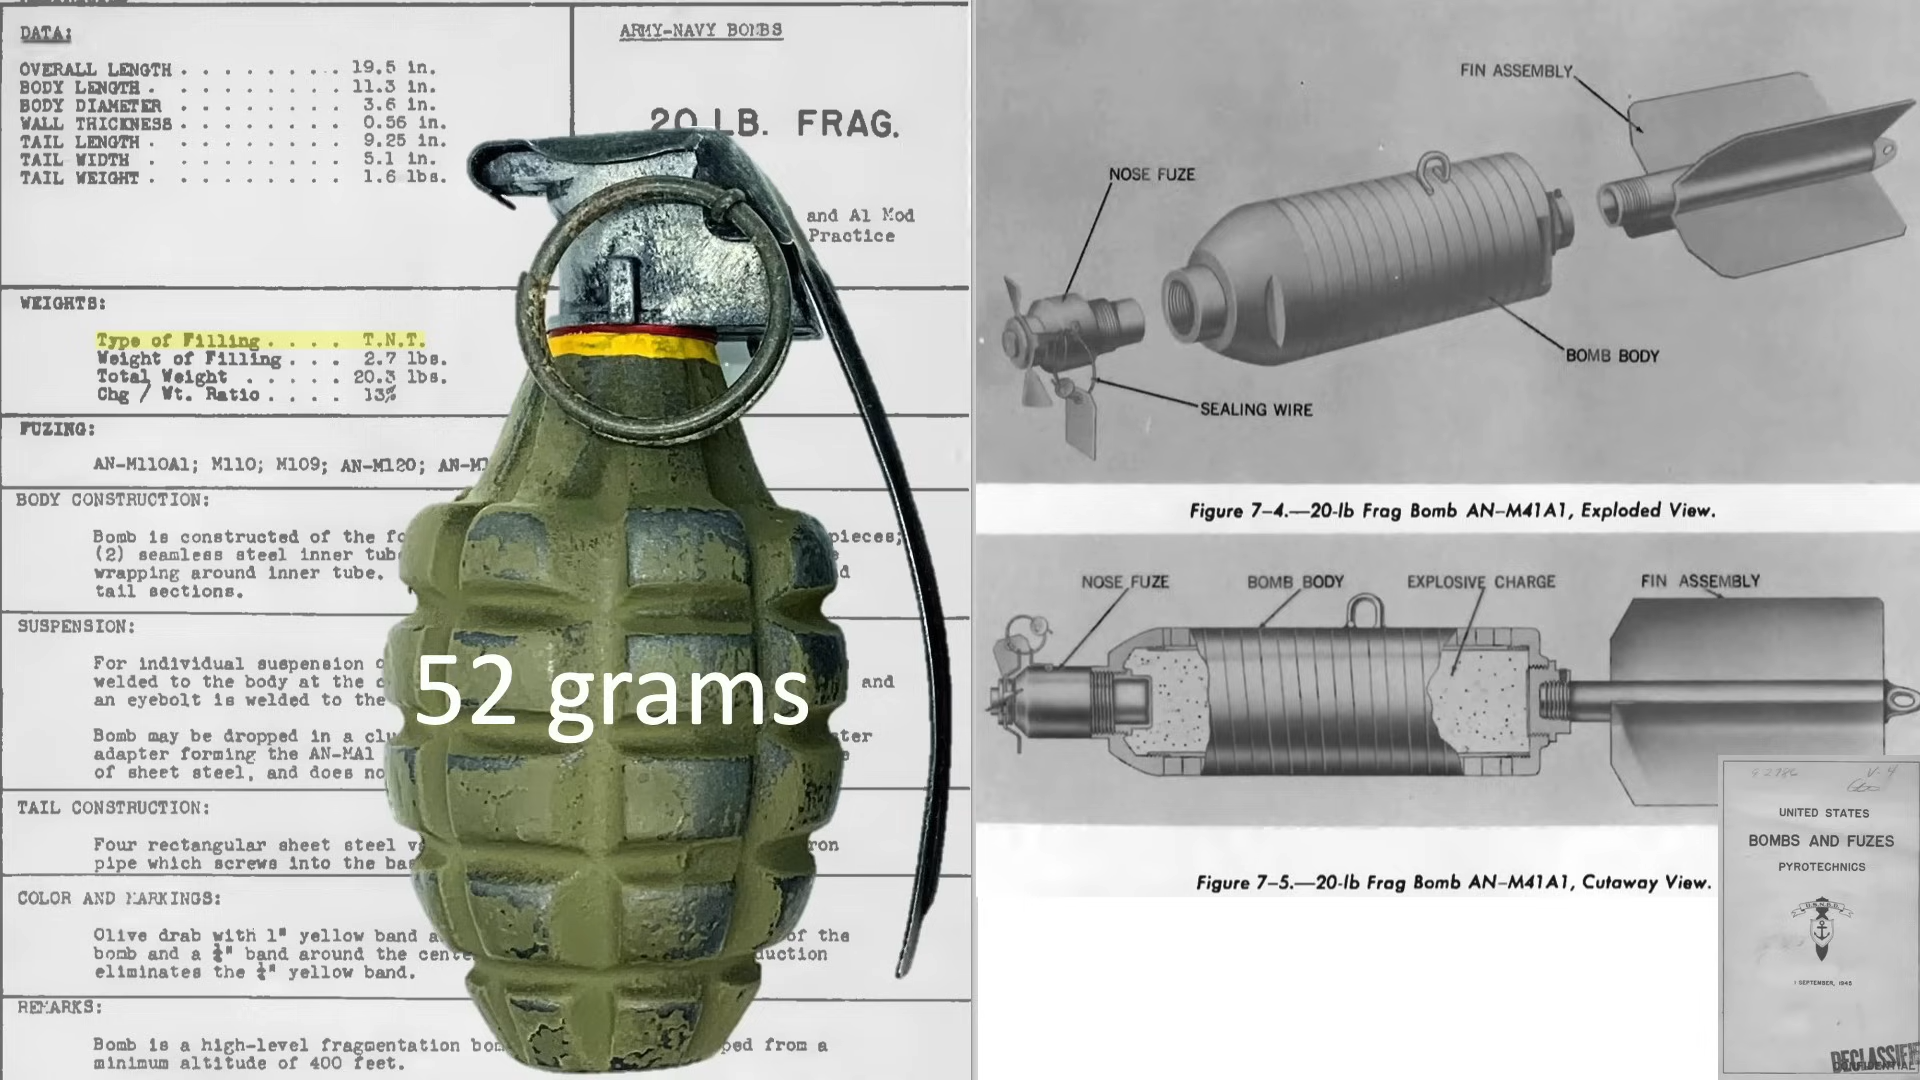 DATA:
OVERALL LENGTH . . . . . . . . . 19.5 in.
BODY LENGTH . . . . . . . . . . 11.3 in.
BODY DIAMETER . . . . . . . . . 3.6 in.
WALL THICKNESS . . . . . . . . . 0.56 in.
TAIL LENGTH . . . . . . . . . . 9.25 in.
TAIL WIDTH . . . . . . . . . . 5.1 in.
TAIL WEIGHT . . . . . . . . . . 1.6 lbs.
ARMY-NAVY BOMBS
20 LB. FRAG.
and A1 Mod
Practice
WEIGHTS:
Type of Filling . . . . T.N.T.
Weight of Filling . . . 2.7 lbs.
Total Weight . . . . . 20.3 lbs.
Chg / Wt. Ratio . . . . 13%
FUZING:
AN-M110A1; M110; M109; AN-M120;
BODY CONSTRUCTION:
Bomb is constructed of the pieces;
(2) seamless steel inner
wrapping around inner tube.
tail sections.
SUSPENSION:
For individual suspension
welded to the body at the and
an eyebolt is welded to the
Bomb may be dropped in a
adapter forming the
of sheet steel, and does
52 grams
TAIL CONSTRUCTION:
Four rectangular sheet steel
pipe which screws into the
COLOR AND MARKINGS:
Olive drab with 1" yellow band of the
bomb and a ¼" band around the
eliminates the ¼" yellow band.
REMARKS:
Bomb is a high-level fragmentation from a
minimum altitude of 400 feet.
FIN ASSEMBLY
NOSE FUZE
BOMB BODY
SEALING WIRE
Figure 7–4.—20-lb Frag Bomb AN–M41A1, Exploded View.
NOSE FUZE BOMB BODY EXPLOSIVE CHARGE FIN ASSEMBLY
Figure 7–5.—20-lb Frag Bomb AN–M41A1, Cutaway View.
UNITED STATES
BOMBS AND FUZES
PYROTECHNICS
1 SEPTEMBER, 1945